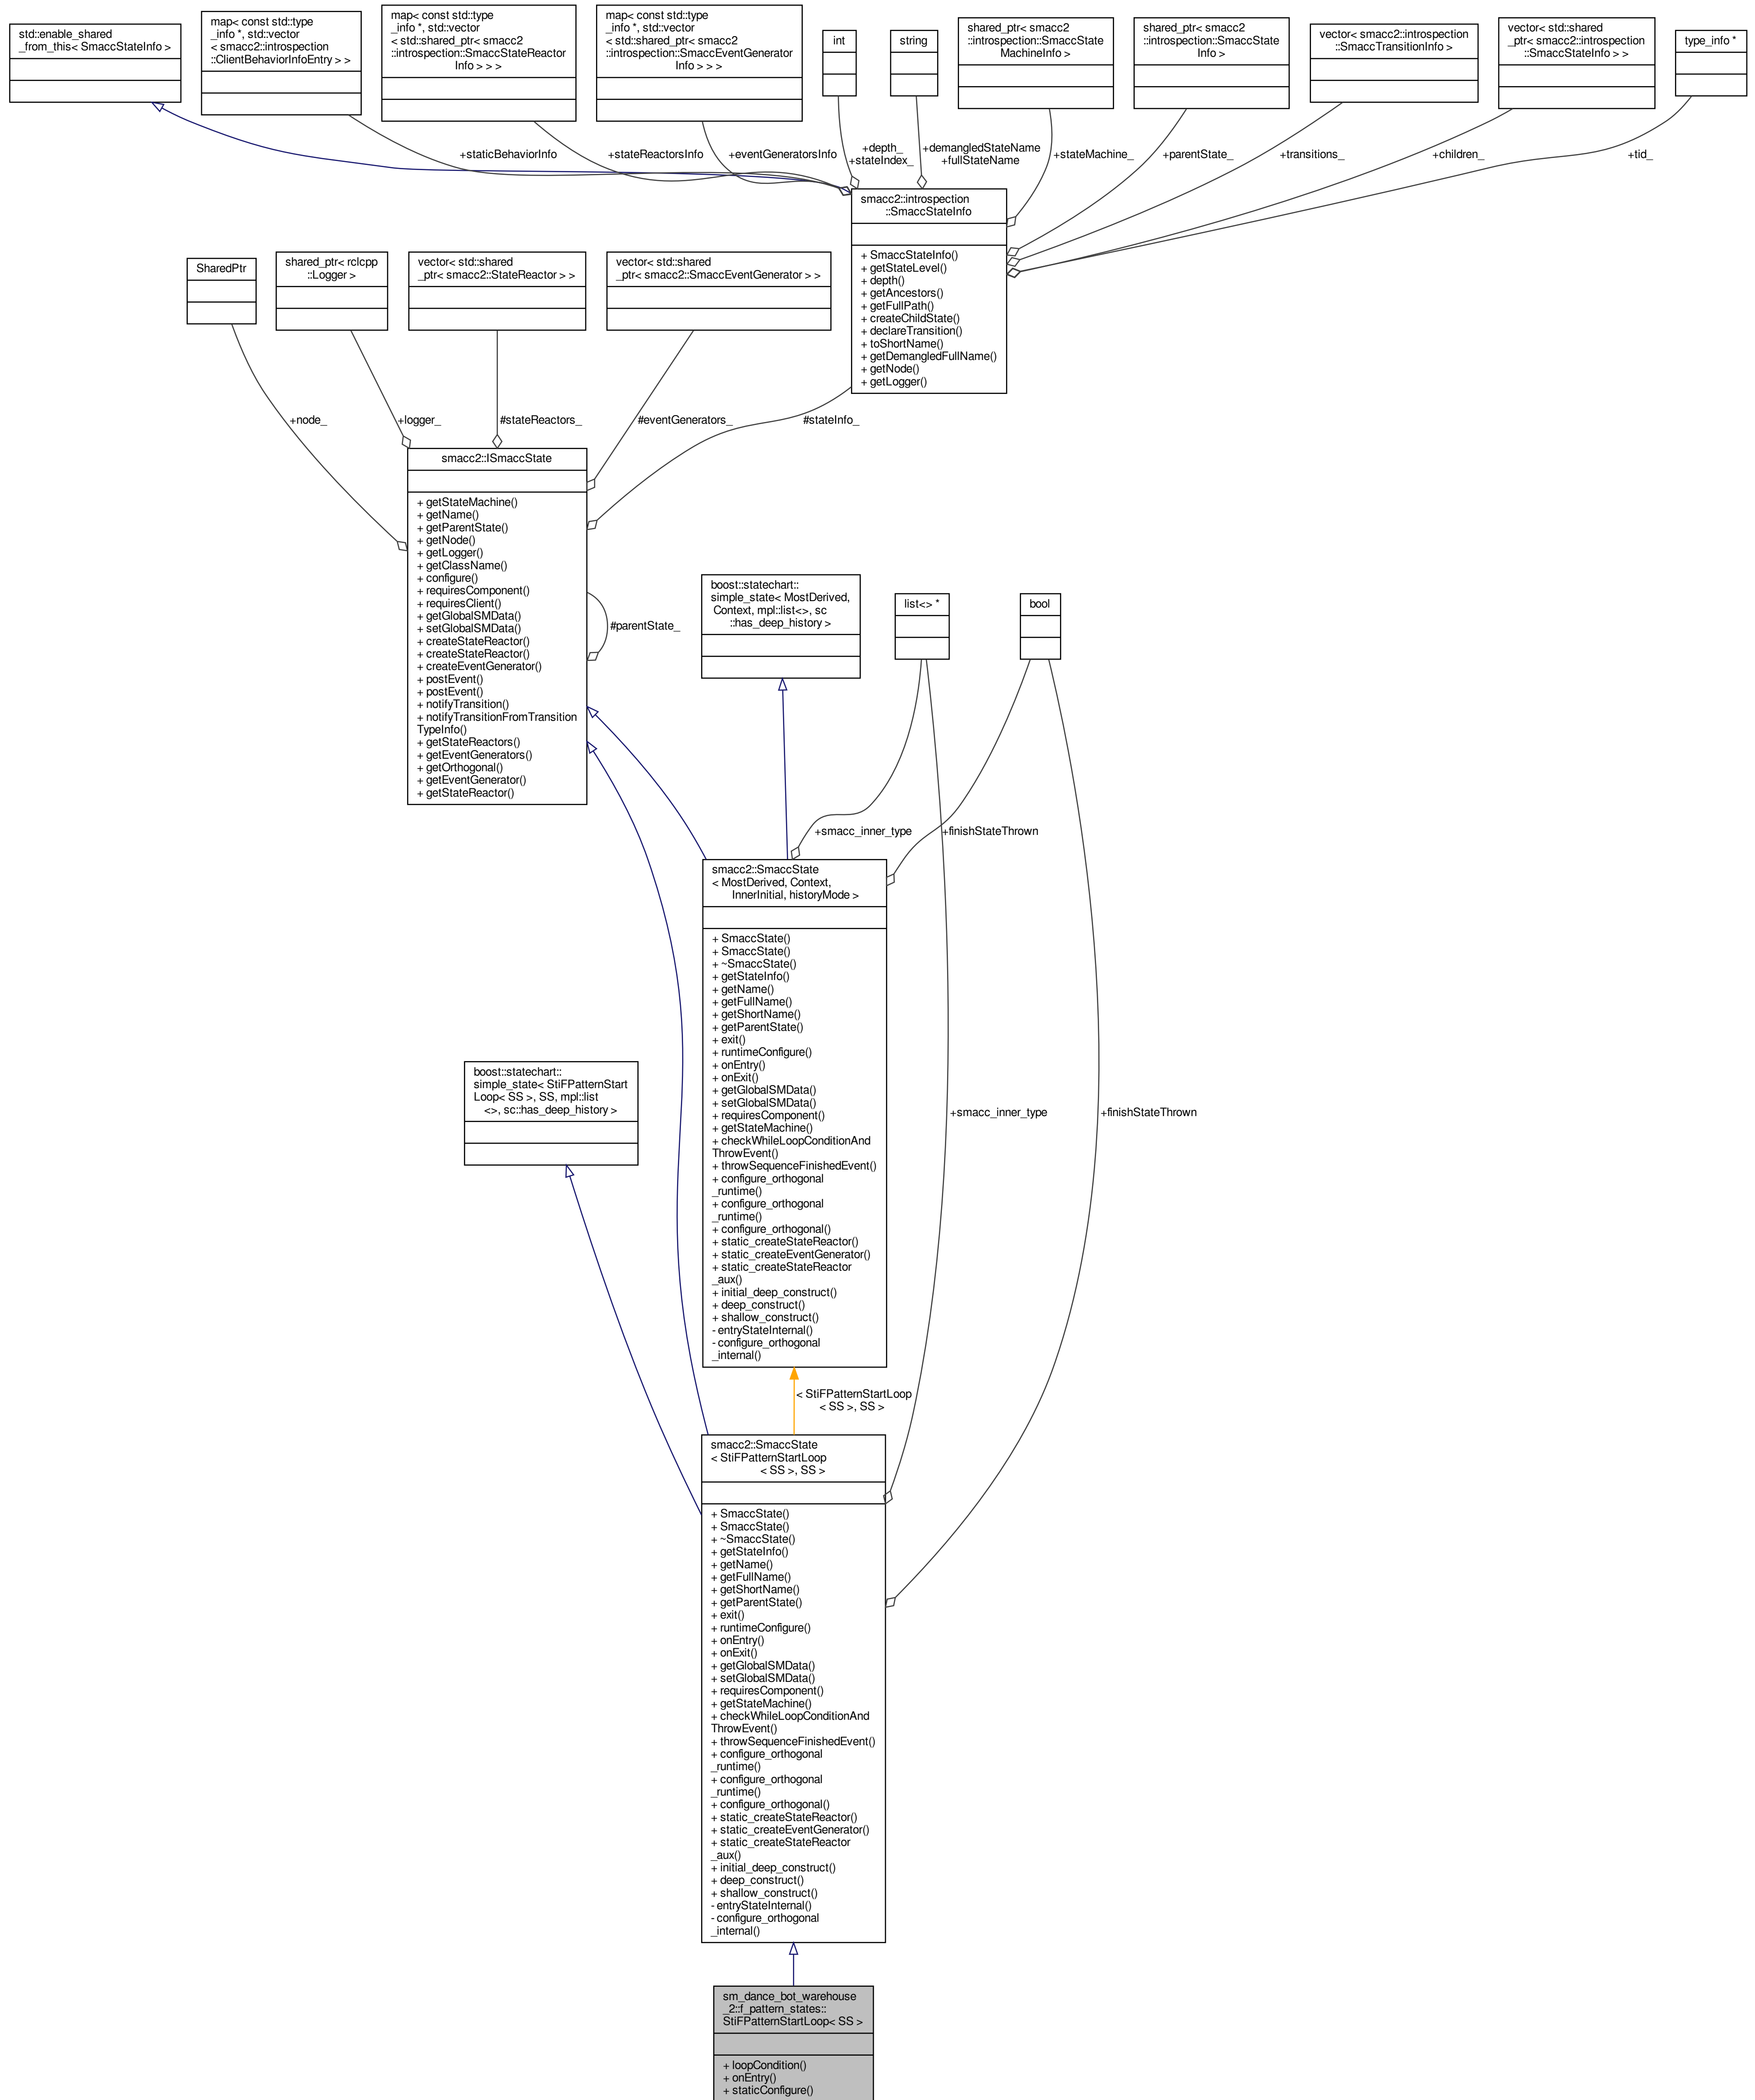 std::enable_shared
_from_this< SmaccStateInfo >
map< const std::type
_info *, std::vector
< smacc2::introspection
::ClientBehaviorInfoEntry > >
map< const std::type
_info *, std::vector
< std::shared_ptr< smacc2
::introspection::SmaccStateReactor
Info > > >
map< const std::type
_info *, std::vector
< std::shared_ptr< smacc2
::introspection::SmaccEventGenerator
Info > > >
int
string
shared_ptr< smacc2
::introspection::SmaccState
MachineInfo >
shared_ptr< smacc2
::introspection::SmaccState
Info >
vector< smacc2::introspection
::SmaccTransitionInfo >
vector< std::shared
_ptr< smacc2::introspection
::SmaccStateInfo > >
type_info *
+staticBehaviorInfo
+stateReactorsInfo
+eventGeneratorsInfo
+depth_
+stateIndex_
+demangledStateName
+fullStateName
+stateMachine_
+parentState_
+transitions_
+children_
+tid_
smacc2::introspection
::SmaccStateInfo
+ SmaccStateInfo()
+ getStateLevel()
+ depth()
+ getAncestors()
+ getFullPath()
+ createChildState()
+ declareTransition()
+ toShortName()
+ getDemangledFullName()
+ getNode()
+ getLogger()
SharedPtr
shared_ptr< rclcpp
::Logger >
vector< std::shared
_ptr< smacc2::StateReactor > >
vector< std::shared
_ptr< smacc2::SmaccEventGenerator > >
+node_
+logger_
#stateReactors_
#eventGenerators_
#stateInfo_
smacc2::ISmaccState
+ getStateMachine()
+ getName()
+ getParentState()
+ getNode()
+ getLogger()
+ getClassName()
+ configure()
+ requiresComponent()
+ requiresClient()
+ getGlobalSMData()
+ setGlobalSMData()
+ createStateReactor()
+ createStateReactor()
+ createEventGenerator()
+ postEvent()
+ postEvent()
+ notifyTransition()
+ notifyTransitionFromTransition
TypeInfo()
+ getStateReactors()
+ getEventGenerators()
+ getOrthogonal()
+ getEventGenerator()
+ getStateReactor()
#parentState_
boost::statechart::
simple_state< MostDerived,
Context, mpl::list<>, sc
::has_deep_history >
list<> *
bool
+smacc_inner_type
+finishStateThrown
smacc2::SmaccState
< MostDerived, Context,
InnerInitial, historyMode >
+ SmaccState()
+ SmaccState()
+ ~SmaccState()
+ getStateInfo()
+ getName()
+ getFullName()
+ getShortName()
+ getParentState()
+ exit()
+ runtimeConfigure()
+ onEntry()
+ onExit()
+ getGlobalSMData()
+ setGlobalSMData()
+ requiresComponent()
+ getStateMachine()
+ checkWhileLoopConditionAnd
ThrowEvent()
+ throwSequenceFinishedEvent()
+ configure_orthogonal
_runtime()
+ configure_orthogonal
_runtime()
+ configure_orthogonal()
+ static_createStateReactor()
+ static_createEventGenerator()
+ static_createStateReactor
_aux()
+ initial_deep_construct()
+ deep_construct()
+ shallow_construct()
- entryStateInternal()
- configure_orthogonal
_internal()
boost::statechart::
simple_state< StiFPatternStart
Loop< SS >, SS, mpl::list
<>, sc::has_deep_history >
+smacc_inner_type
+finishStateThrown
< StiFPatternStartLoop
< SS >, SS >
smacc2::SmaccState
< StiFPatternStartLoop
< SS >, SS >
+ SmaccState()
+ SmaccState()
+ ~SmaccState()
+ getStateInfo()
+ getName()
+ getFullName()
+ getShortName()
+ getParentState()
+ exit()
+ runtimeConfigure()
+ onEntry()
+ onExit()
+ getGlobalSMData()
+ setGlobalSMData()
+ requiresComponent()
+ getStateMachine()
+ checkWhileLoopConditionAnd
ThrowEvent()
+ throwSequenceFinishedEvent()
+ configure_orthogonal
_runtime()
+ configure_orthogonal
_runtime()
+ configure_orthogonal()
+ static_createStateReactor()
+ static_createEventGenerator()
+ static_createStateReactor
_aux()
+ initial_deep_construct()
+ deep_construct()
+ shallow_construct()
- entryStateInternal()
- configure_orthogonal
_internal()
sm_dance_bot_warehouse
_2::f_pattern_states::
StiFPatternStartLoop< SS >
+ loopCondition()
+ onEntry()
+ staticConfigure()